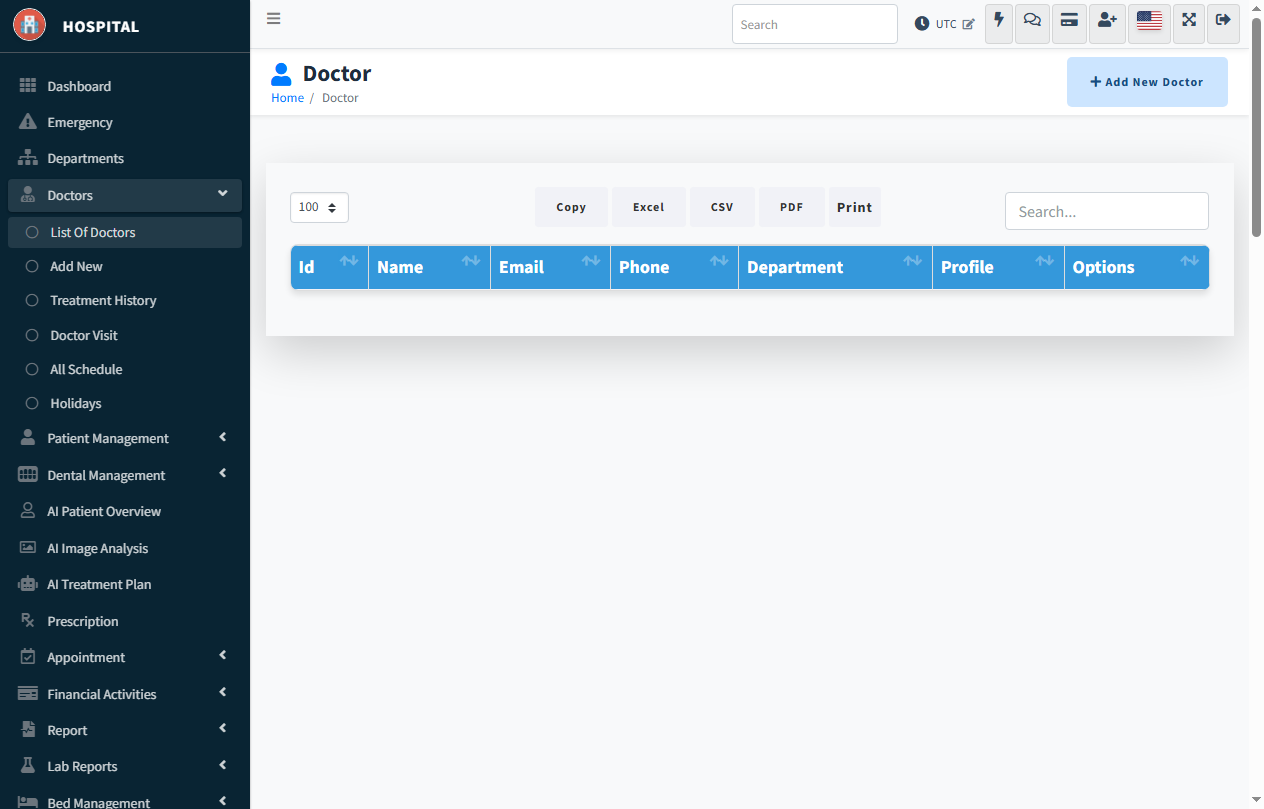 HOSPITAL
Search
UTC
Dashboard
Emergency
Departments
Doctors
List Of Doctors
Add New
Treatment History
Doctor Visit
All Schedule
Holidays
Patient Management
Dental Management
AI Patient Overview
AI Image Analysis
AI Treatment Plan
Prescription
Appointment
Financial Activities
Report
Lab Reports
Bed Management
Doctor
Home / Doctor
+ Add New Doctor
100
Copy Excel CSV PDF Print
Search...
Id Name Email Phone Department Profile Options